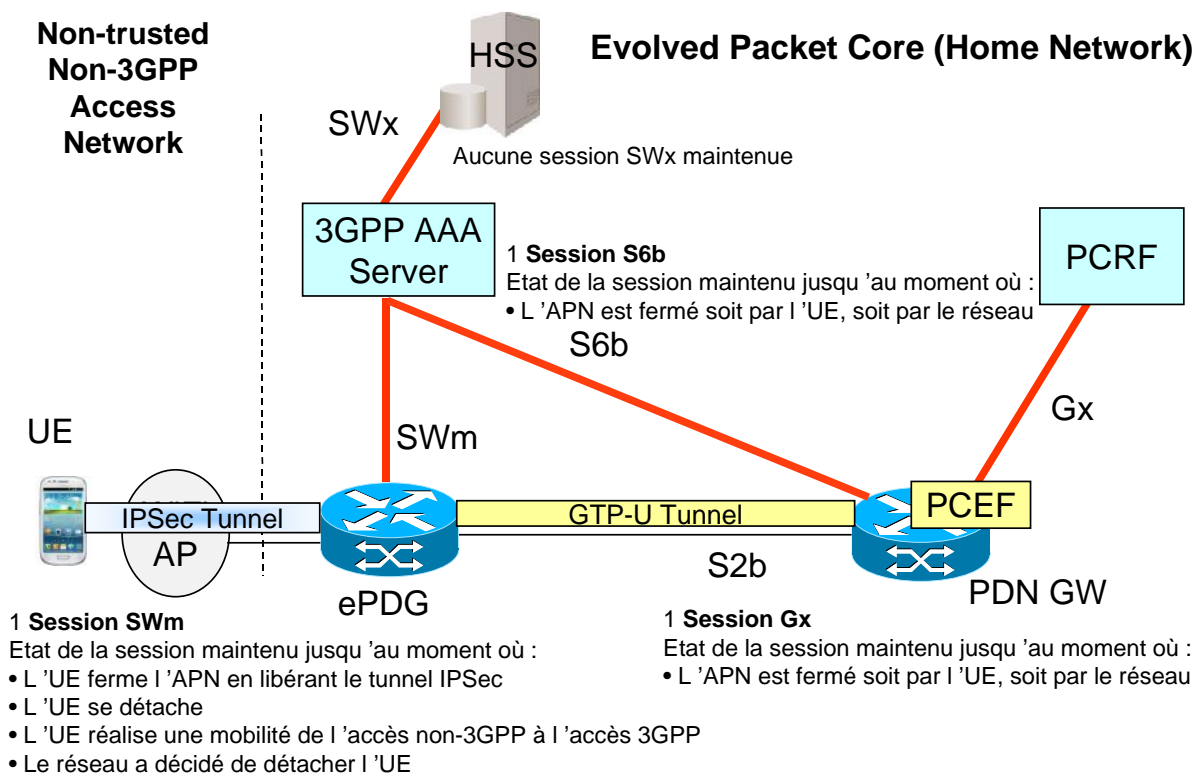 Non-trusted
Non-3GPP
Access
Network
HSS
Evolved Packet Core (Home Network)
SWx
Aucune session SWx maintenue
3GPP AAA
Server
1 Session S6b
Etat de la session maintenu jusqu 'au moment où :
• L 'APN est fermé soit par l 'UE, soit par le réseau
S6b
PCRF
Gx
UE
SWm
IPSec Tunnel
AP
GTP-U Tunnel
PCEF
S2b
ePDG
PDN GW
1 Session SWm
Etat de la session maintenu jusqu 'au moment où :
• L 'UE ferme l 'APN en libérant le tunnel IPSec
• L 'UE se détache
• L 'UE réalise une mobilité de l 'accès non-3GPP à l 'accès 3GPP
• Le réseau a décidé de détacher l 'UE
1 Session Gx
Etat de la session maintenu jusqu 'au moment où :
• L 'APN est fermé soit par l 'UE, soit par le réseau